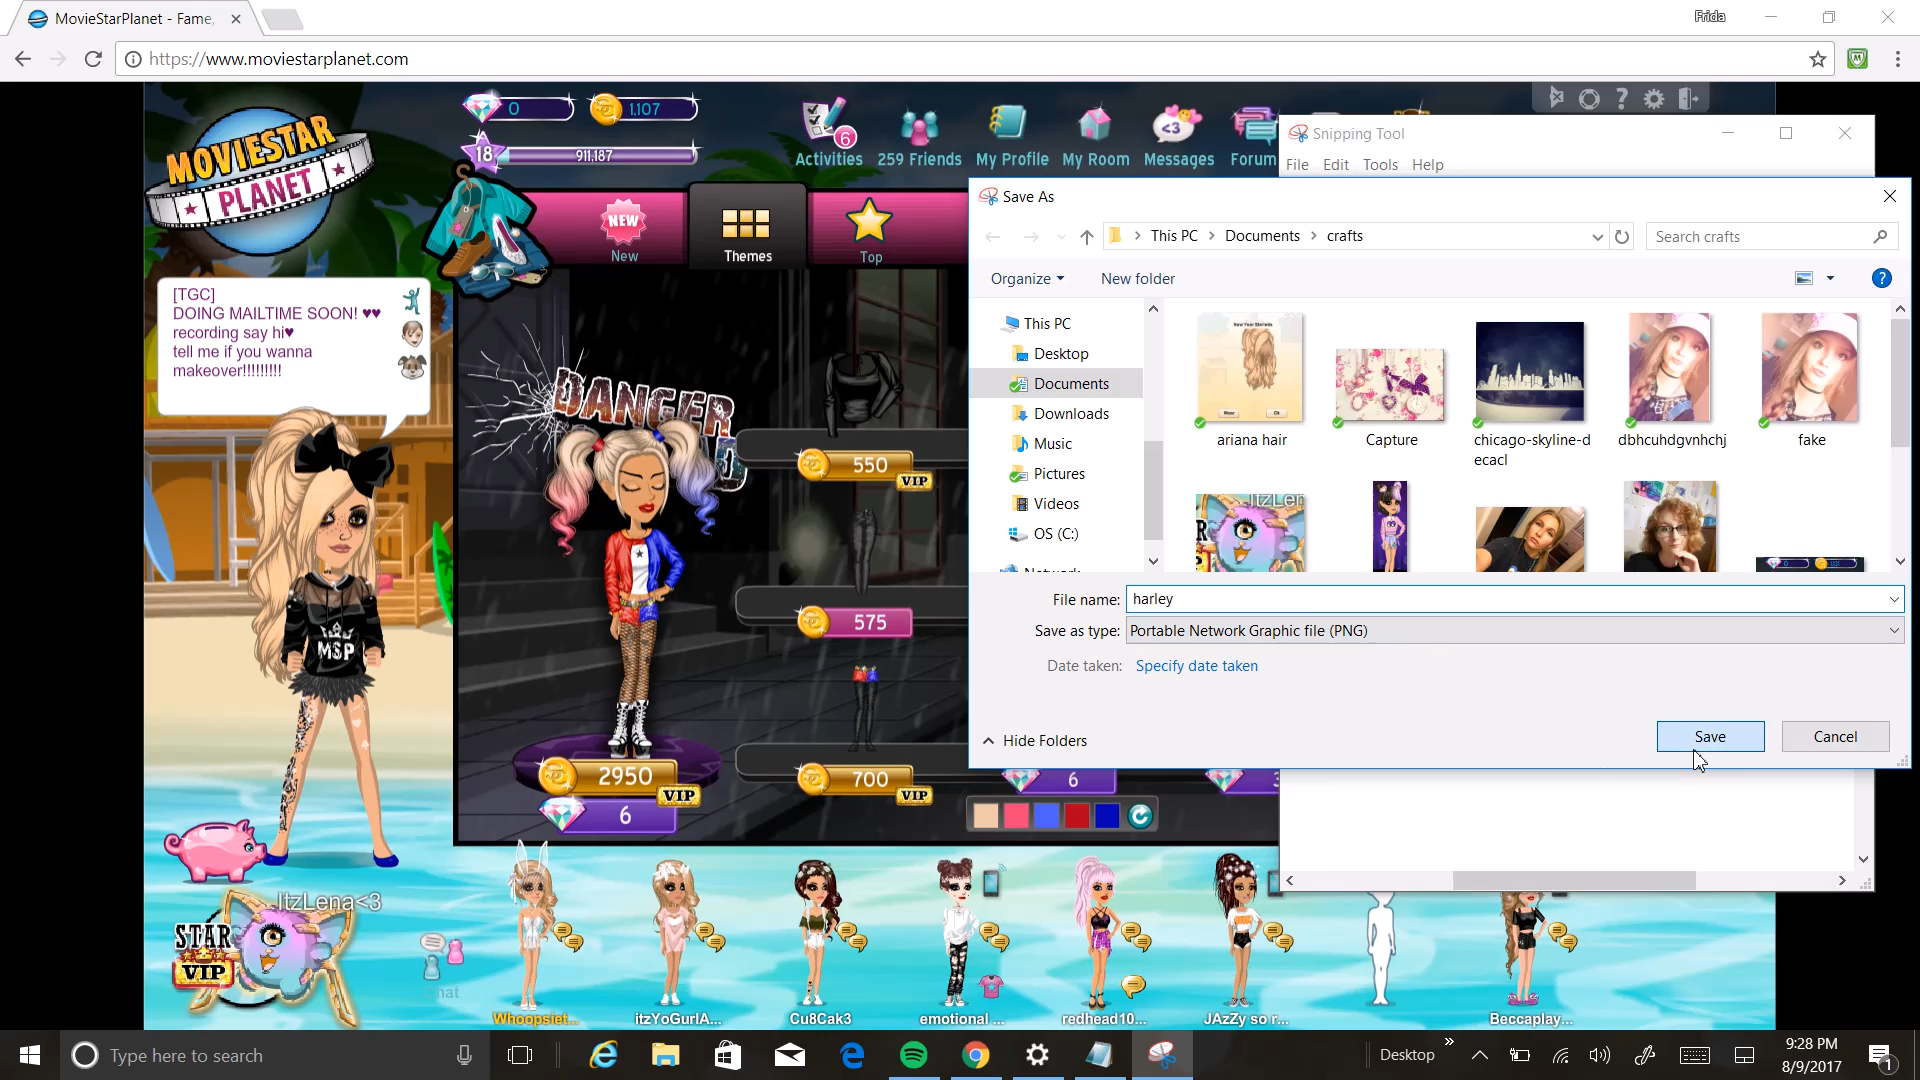 MovieStarPlanet - Fame,
Frida
https://www.moviestarplanet.com
MOVIESTAR
PLANET
0
1,107
18
911.187
6
Activities
259 Friends
My Profile
<3
My Room
Messages
Forum
NEW
New
Themes
Top
[TGC]
DOING MAILTIME SOON! ♥♥
recording say hi♥
tell me if you wanna
makeover!!!!!!!!!
MSP
DANGER
550
VIP
575
700
VIP
2950
VIP
6
6
Snipping Tool
File Edit Tools Help
Save As
This PC > Documents > crafts
Search crafts
Organize
New folder
This PC
Desktop
Documents
Downloads
Music
Pictures
Videos
OS (C:)
Network
ariana hair
Capture
chicago-skyline-d
ecacl
dbhcuhdgvnhchj
fake
ItzLer
File name: harley
Save as type: Portable Network Graphic file (PNG)
Date taken: Specify date taken
Hide Folders
Save
Cancel
ItzLena<3
STAR
VIP
Whoopsiet...
itzYoGurlA...
Cu8Cak3
emotional ...
redhead10...
JAzZy so r...
Beccaplay...
Type here to search
Desktop
9:28 PM
8/9/2017
1